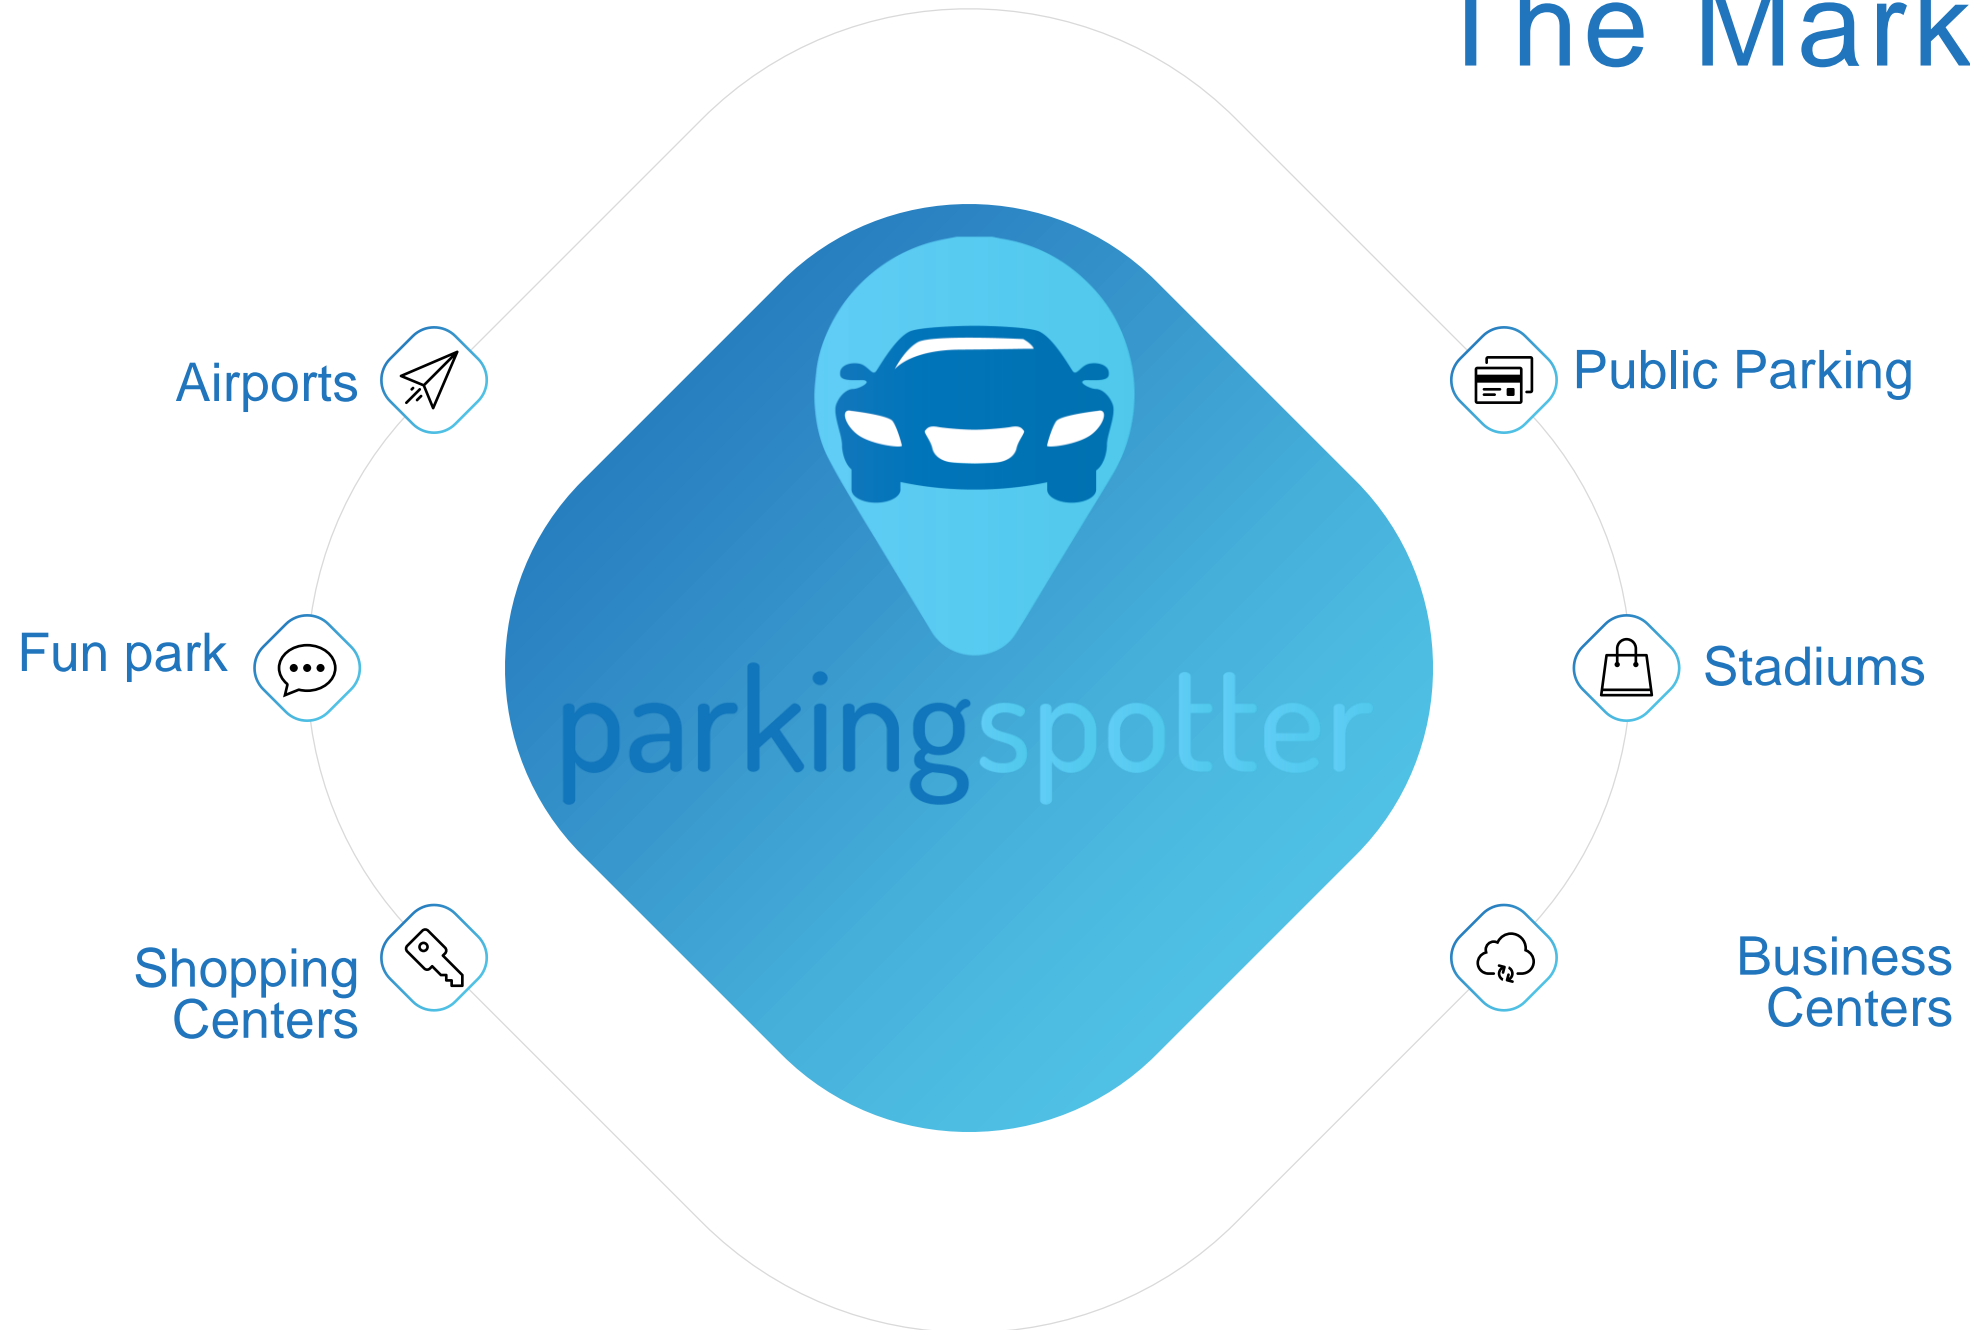 The Mark
Airports
Public Parking
Fun park
Stadiums
parkingspotter
Shopping
Centers
Business
Centers